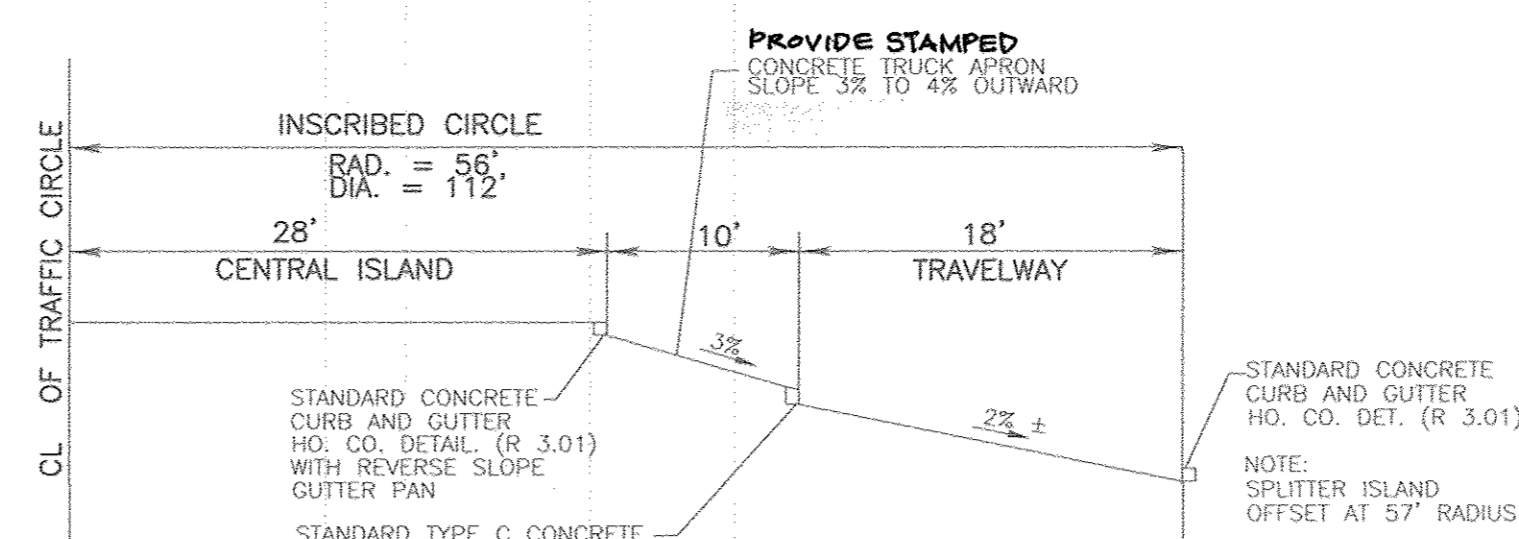 PROVIDE STAMPED
CONCRETE TRUCK APRON
SLOPE 3% TO 4% OUTWARD
INSCRIBED CIRCLE
RAD. = 56'
DIA. = 112'
28'
10'
18'
CENTRAL ISLAND
TRAVELWAY
CL OF TRAFFIC CIRCLE
3%
2% ±
STANDARD CONCRETE
CURB AND GUTTER
HO. CO. DETAIL. (R 3.01)
WITH REVERSE SLOPE
GUTTER PAN
STANDARD TYPE C CONCRETE
STANDARD CONCRETE
CURB AND GUTTER
HO. CO. DET. (R 3.01)
NOTE:
SPLITTER ISLAND
OFFSET AT 57' RADIUS